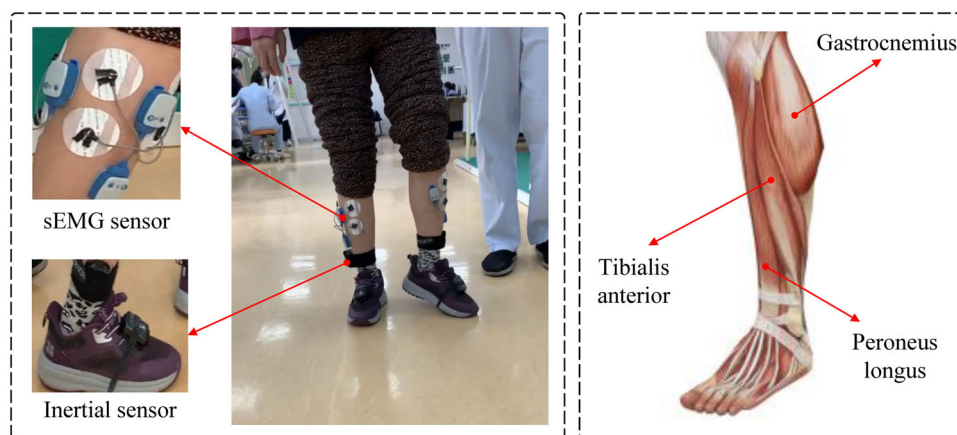 sEMG sensor
Inertial sensor
Gastrocnemius
Tibialis
anterior
Peroneus
longus